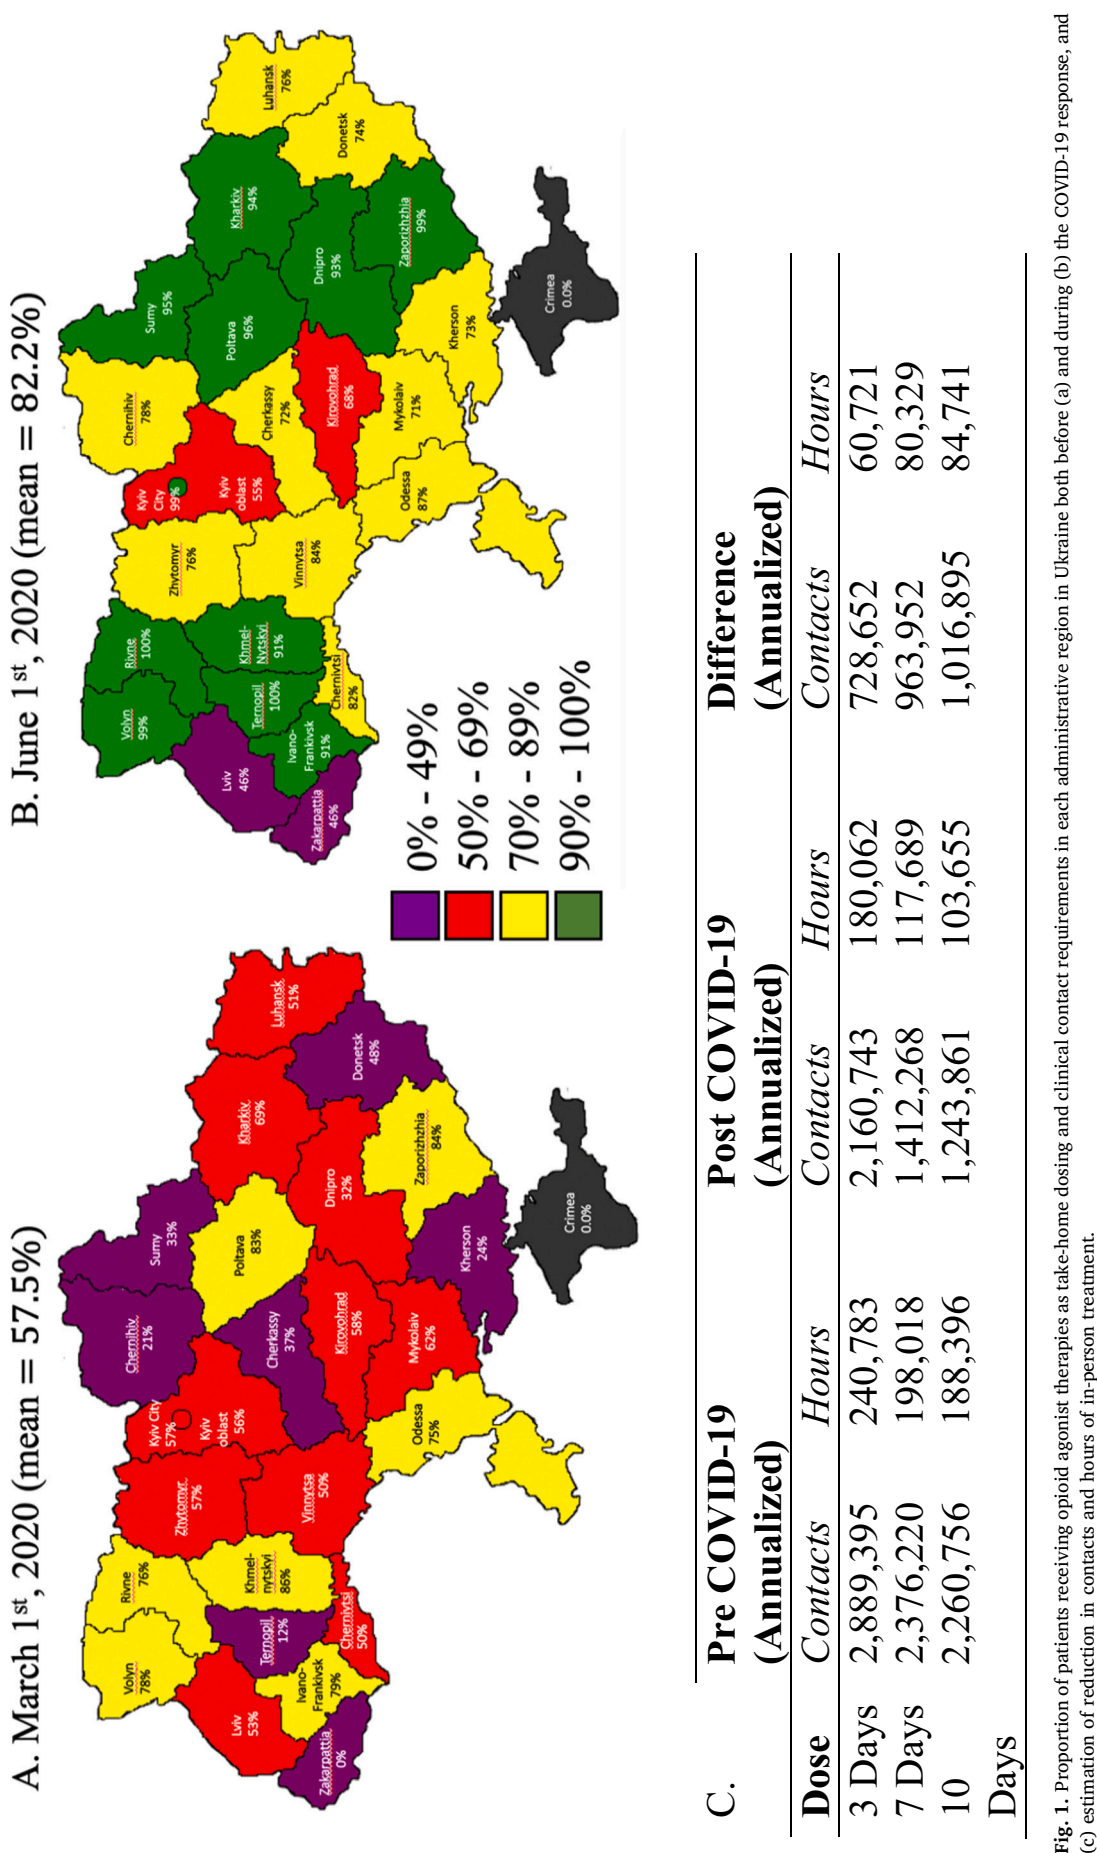 A. March 1st, 2020 (mean = 57.5%)
Volyn
78%
Rivne
76%
Zhytomyr
57%
Kyiv City
57%
Kyiv
oblast
56%
Chernihiv
21%
Sumy
33%
Lviv
53%
Ternopil
12%
Khmel-
nytskyi
86%
Vinnytsa
50%
Cherkassy
37%
Poltava
83%
Kharkiv
69%
Luhansk
51%
Zakarpattia
0%
Ivano-
Frankivsk
79%
Chernivtsi
50%
Kirovohrad
58%
Dnipro
32%
Donetsk
48%
Odessa
75%
Mykolaiv
62%
Kherson
24%
Zaporizhzhia
84%
Crimea
0.0%
B. June 1st, 2020 (mean = 82.2%)
Volyn
99%
Rivne
100%
Zhytomyr
76%
Kyiv
City
99%
Kyiv
oblast
55%
Chernihiv
78%
Sumy
95%
Lviv
46%
Ternopil
100%
Khmel-
Nytskyi
91%
Vinnytsa
84%
Cherkassy
72%
Poltava
96%
Kharkiv
94%
Luhansk
76%
Zakarpattia
46%
Ivano-
Frankivsk
91%
Chernivtsi
82%
Kirovohrad
68%
Dnipro
93%
Donetsk
74%
Odessa
87%
Mykolaiv
71%
Kherson
73%
Zaporizhzhia
99%
Crimea
0.0%
0% - 49%
50% - 69%
70% - 89%
90% - 100%
C. Pre COVID-19 Post COVID-19 Difference
(Annualized) (Annualized) (Annualized)
Dose Contacts Hours Contacts Hours Contacts Hours
3 Days 2,889,395 240,783 2,160,743 180,062 728,652 60,721
7 Days 2,376,220 198,018 1,412,268 117,689 963,952 80,329
10 2,260,756 188,396 1,243,861 103,655 1,016,895 84,741
Days
Fig. 1. Proportion of patients receiving opioid agonist therapies as take-home dosing and clinical contact requirements in each administrative region in Ukraine both before (a) and during (b) the COVID-19 response, and
(c) estimation of reduction in contacts and hours of in-person treatment.